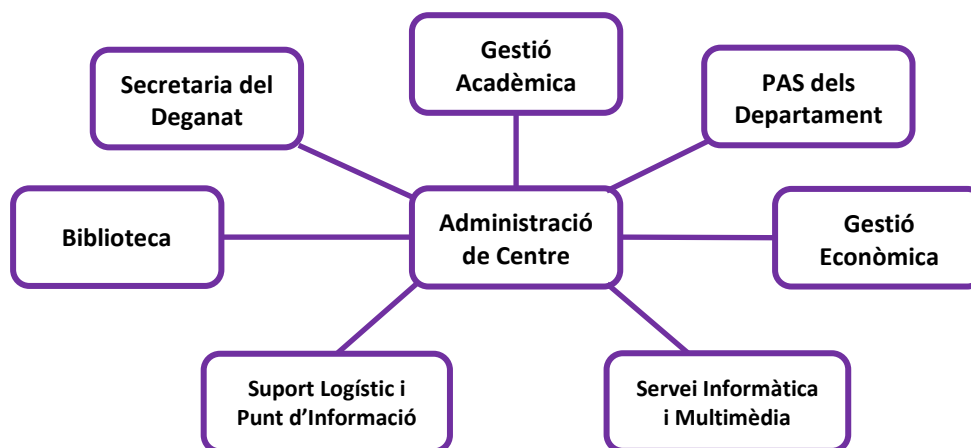 Gestió
Acadèmica
Secretaria del
Deganat
PAS dels
Departament
Biblioteca
Administració
de Centre
Gestió
Econòmica
Suport Logístic i
Punt d’Informació
Servei Informàtica
i Multimèdia